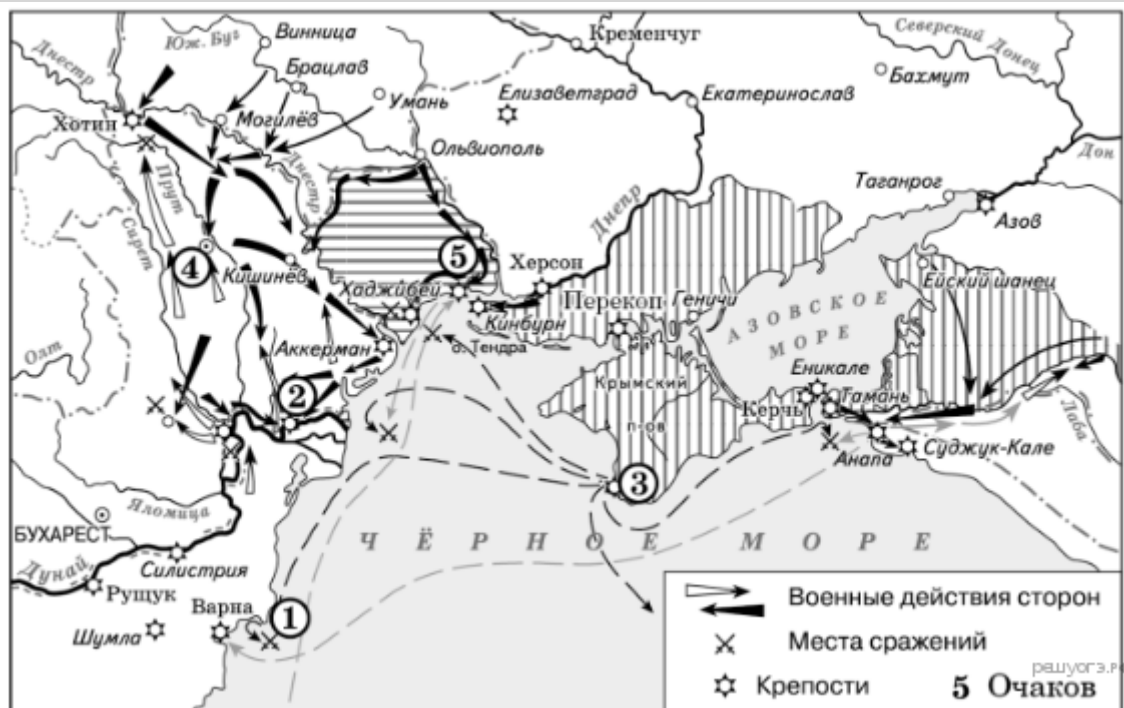 Винница
Юж. Буг
Брацлав
Днестр
Кременчуг
Северский Донец
Бахмут
Умань
Елизаветград
Екатеринослав
Хотин
Могилёв
Ольвиополь
Днестр
Дон
Прут
Сирет
Днепр
Таганрог
Азов
4
Кишинёв
5
Херсон
Хаджибей
Перекоп
Геничи
Ейский шанец
АЗОВСКОЕ
МОРЕ
Кинбурн
о. Тендра
Олт
Аккерман
Крымский
п-ов
Еникале
Тамань
Керчь
Лаба
2
Анапа
Суджук-Кале
3
Яломица
БУХАРЕСТ
ЧЁРНОЕ МОРЕ
Дунай
Силистрия
Рущук
Варна
1
Шумла
Военные действия сторон
Места сражений
Крепости
5 Очаков
решуогэ.р